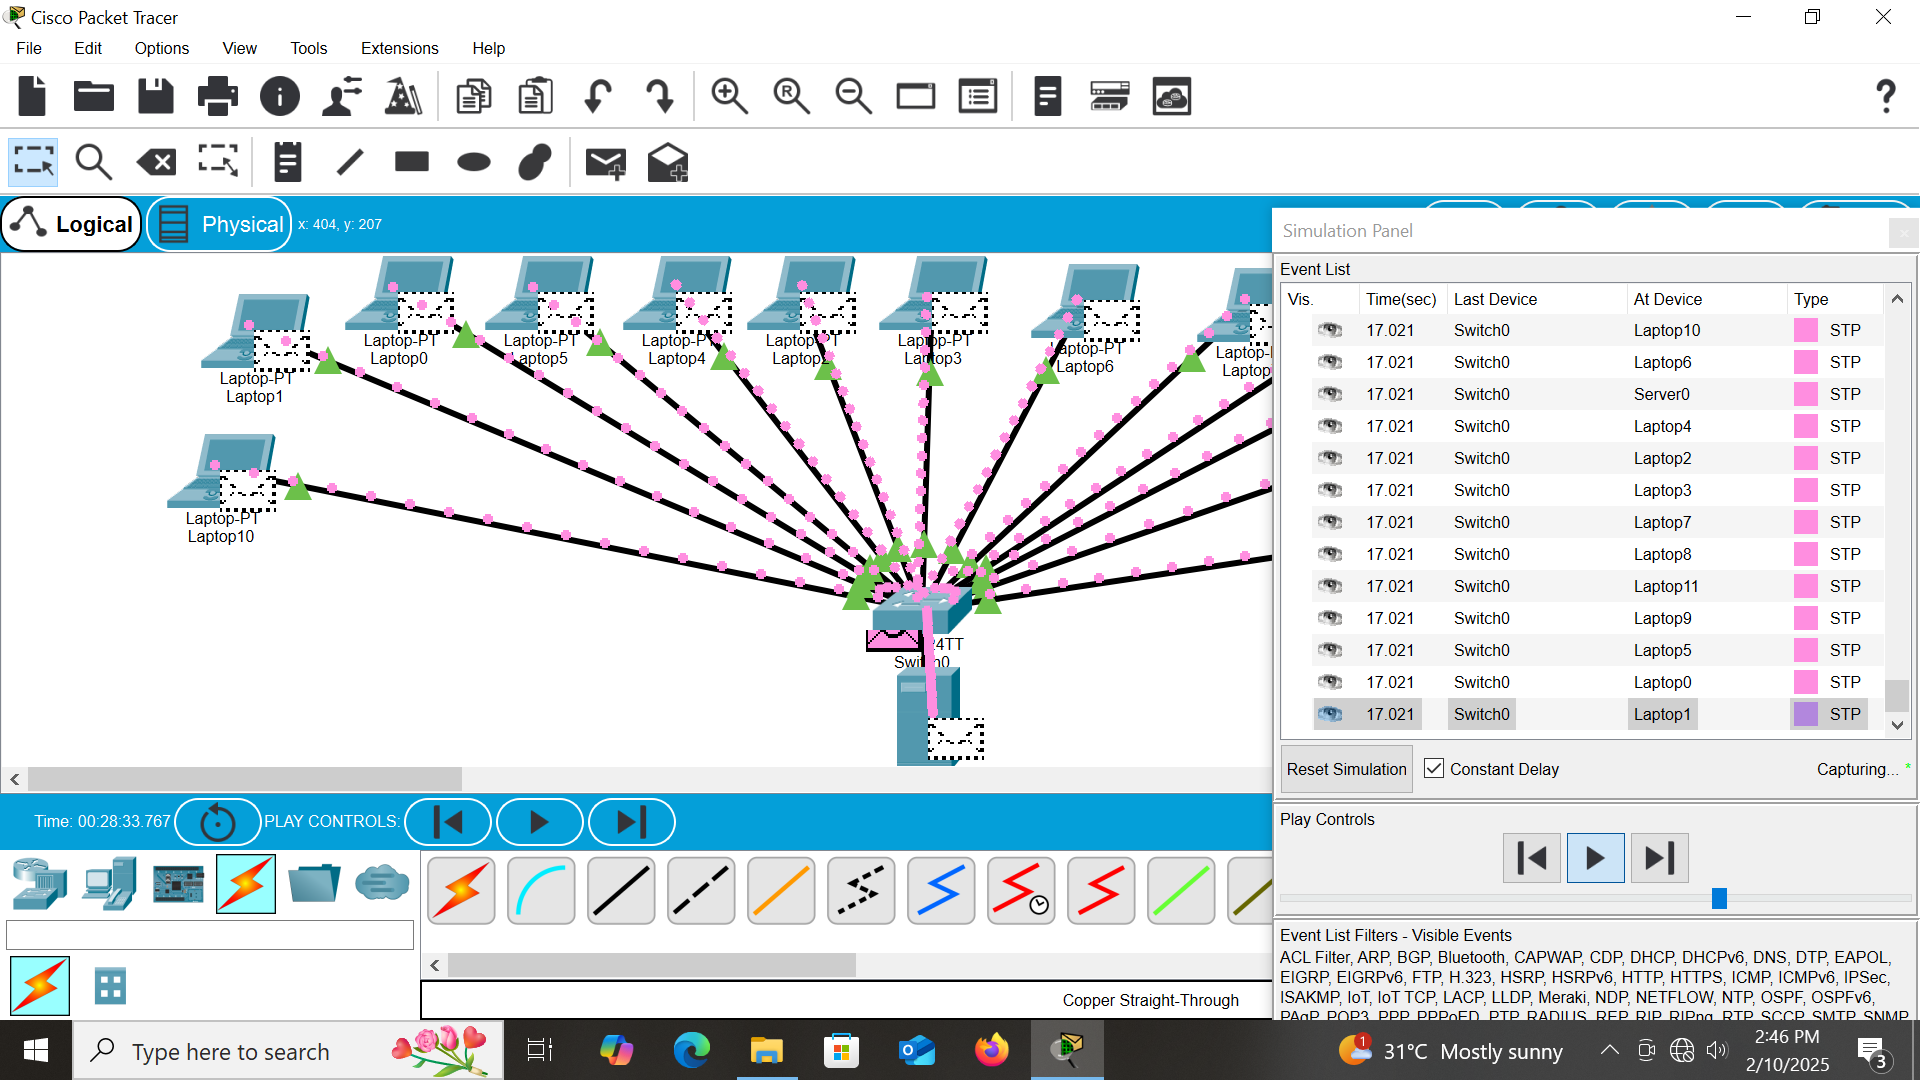 Cisco Packet Tracer
File Edit Options View Tools Extensions Help
Logical Physical x: 404, y: 207
Simulation Panel
Event List
Vis. Time(sec) Last Device At Device Type
17.021 Switch0 Laptop10 STP
17.021 Switch0 Laptop6 STP
17.021 Switch0 Server0 STP
17.021 Switch0 Laptop4 STP
17.021 Switch0 Laptop2 STP
17.021 Switch0 Laptop3 STP
17.021 Switch0 Laptop7 STP
17.021 Switch0 Laptop8 STP
17.021 Switch0 Laptop11 STP
17.021 Switch0 Laptop9 STP
17.021 Switch0 Laptop5 STP
17.021 Switch0 Laptop0 STP
17.021 Switch0 Laptop1 STP
Reset Simulation Constant Delay Capturing... *
Play Controls
Event List Filters - Visible Events
ACL Filter, ARP, BGP, Bluetooth, CAPWAP, CDP, DHCP, DHCPv6, DNS, DTP, EAPOL,
EIGRP, EIGRPv6, FTP, H.323, HSRP, HSRPv6, HTTP, HTTPS, ICMP, ICMPv6, IPSec,
ISAKMP, IoT, IoT TCP, LACP, LLDP, Meraki, NDP, NETFLOW, NTP, OSPF, OSPFv6,
PAgP, POP3, PPP, PPPoED, PTP, RADIUS, REP, RIP, RIPng, RTP, SCCP, SMTP, SNMP,
Laptop-PT
Laptop0
Laptop-PT
Laptop5
Laptop-PT
Laptop4
Laptop-PT
Laptop2
Laptop-PT
Laptop3
Laptop-PT
Laptop6
Laptop-
Laptop
Laptop-PT
Laptop1
Laptop-PT
Laptop10
24TT
Switch0
Time: 00:28:33.767 PLAY CONTROLS:
Copper Straight-Through
Type here to search
1
31°C Mostly sunny
2:46 PM
2/10/2025
3